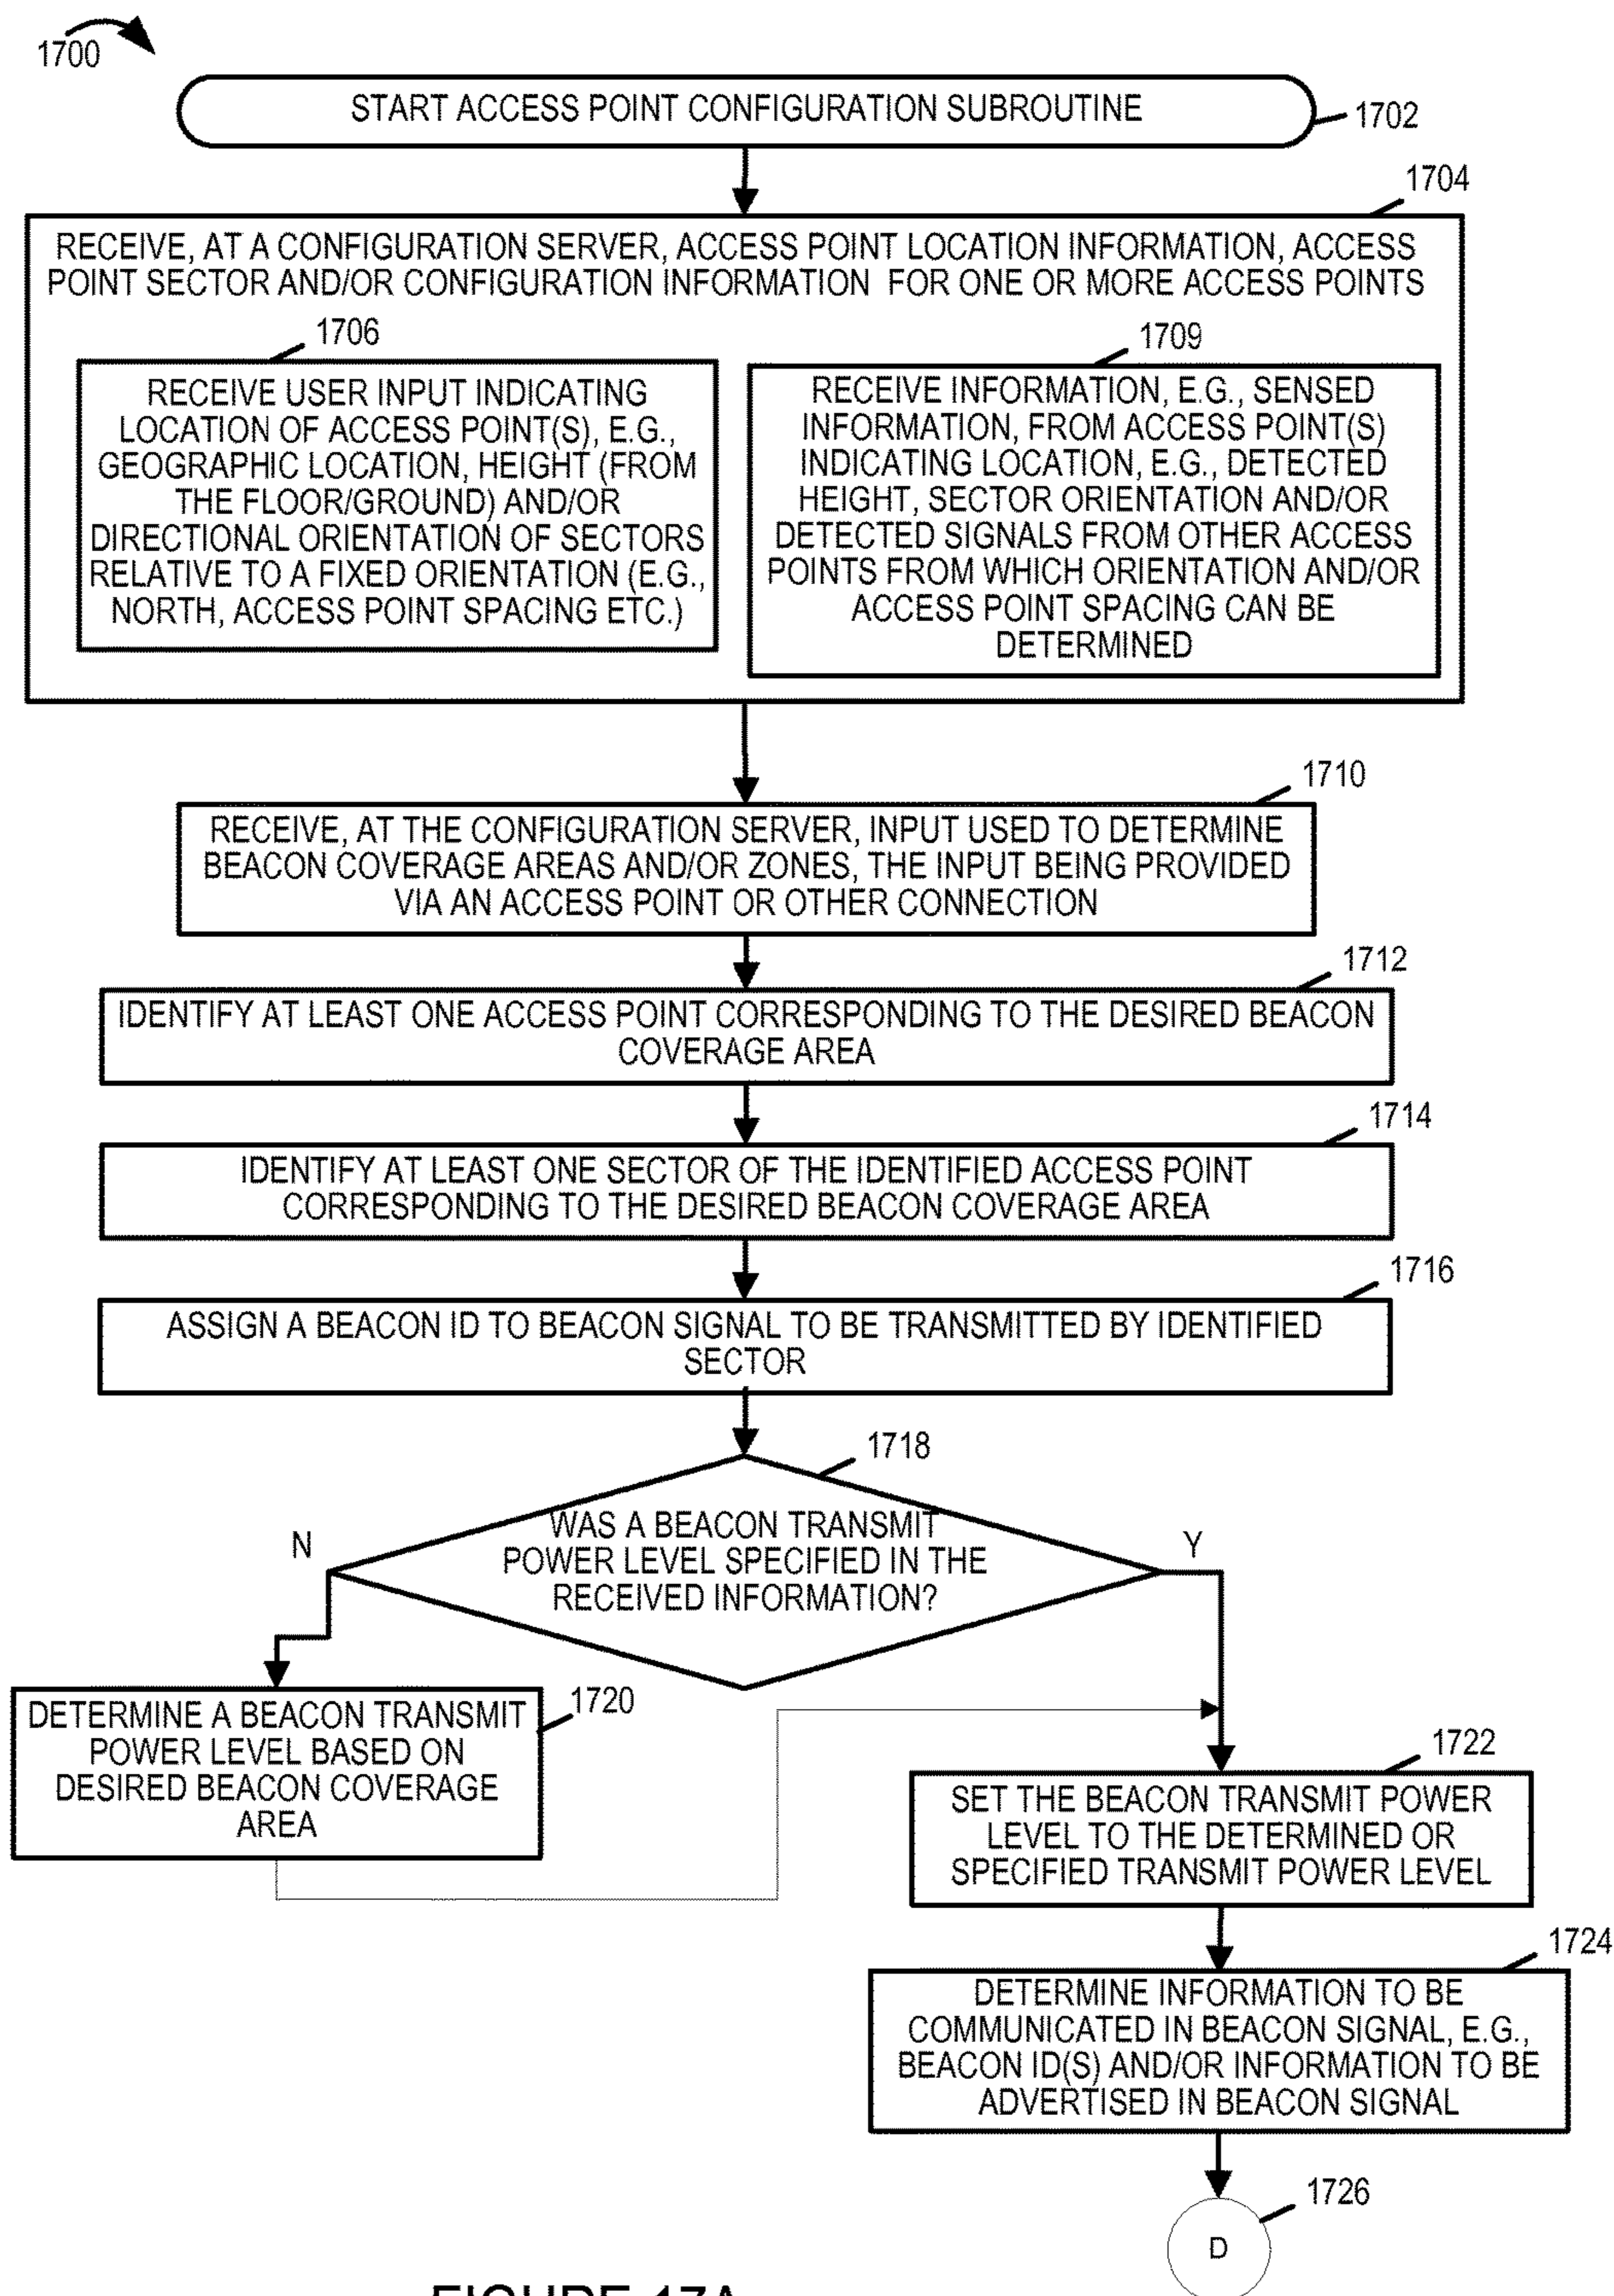 1700
START ACCESS POINT CONFIGURATION SUBROUTINE
1702
1704
RECEIVE, AT A CONFIGURATION SERVER, ACCESS POINT LOCATION INFORMATION, ACCESS
POINT SECTOR AND/OR CONFIGURATION INFORMATION FOR ONE OR MORE ACCESS POINTS
1706
RECEIVE USER INPUT INDICATING
LOCATION OF ACCESS POINT(S), E.G.,
GEOGRAPHIC LOCATION, HEIGHT (FROM
THE FLOOR/GROUND) AND/OR
DIRECTIONAL ORIENTATION OF SECTORS
RELATIVE TO A FIXED ORIENTATION (E.G.,
NORTH, ACCESS POINT SPACING ETC.)
1709
RECEIVE INFORMATION, E.G., SENSED
INFORMATION, FROM ACCESS POINT(S)
INDICATING LOCATION, E.G., DETECTED
HEIGHT, SECTOR ORIENTATION AND/OR
DETECTED SIGNALS FROM OTHER ACCESS
POINTS FROM WHICH ORIENTATION AND/OR
ACCESS POINT SPACING CAN BE
DETERMINED
1710
RECEIVE, AT THE CONFIGURATION SERVER, INPUT USED TO DETERMINE
BEACON COVERAGE AREAS AND/OR ZONES, THE INPUT BEING PROVIDED
VIA AN ACCESS POINT OR OTHER CONNECTION
1712
IDENTIFY AT LEAST ONE ACCESS POINT CORRESPONDING TO THE DESIRED BEACON
COVERAGE AREA
1714
IDENTIFY AT LEAST ONE SECTOR OF THE IDENTIFIED ACCESS POINT
CORRESPONDING TO THE DESIRED BEACON COVERAGE AREA
1716
ASSIGN A BEACON ID TO BEACON SIGNAL TO BE TRANSMITTED BY IDENTIFIED
SECTOR
1718
WAS A BEACON TRANSMIT
POWER LEVEL SPECIFIED IN THE
RECEIVED INFORMATION?
N
Y
1720
DETERMINE A BEACON TRANSMIT
POWER LEVEL BASED ON
DESIRED BEACON COVERAGE
AREA
1722
SET THE BEACON TRANSMIT POWER
LEVEL TO THE DETERMINED OR
SPECIFIED TRANSMIT POWER LEVEL
1724
DETERMINE INFORMATION TO BE
COMMUNICATED IN BEACON SIGNAL, E.G.,
BEACON ID(S) AND/OR INFORMATION TO BE
ADVERTISED IN BEACON SIGNAL
1726
D
FIGURE 17A